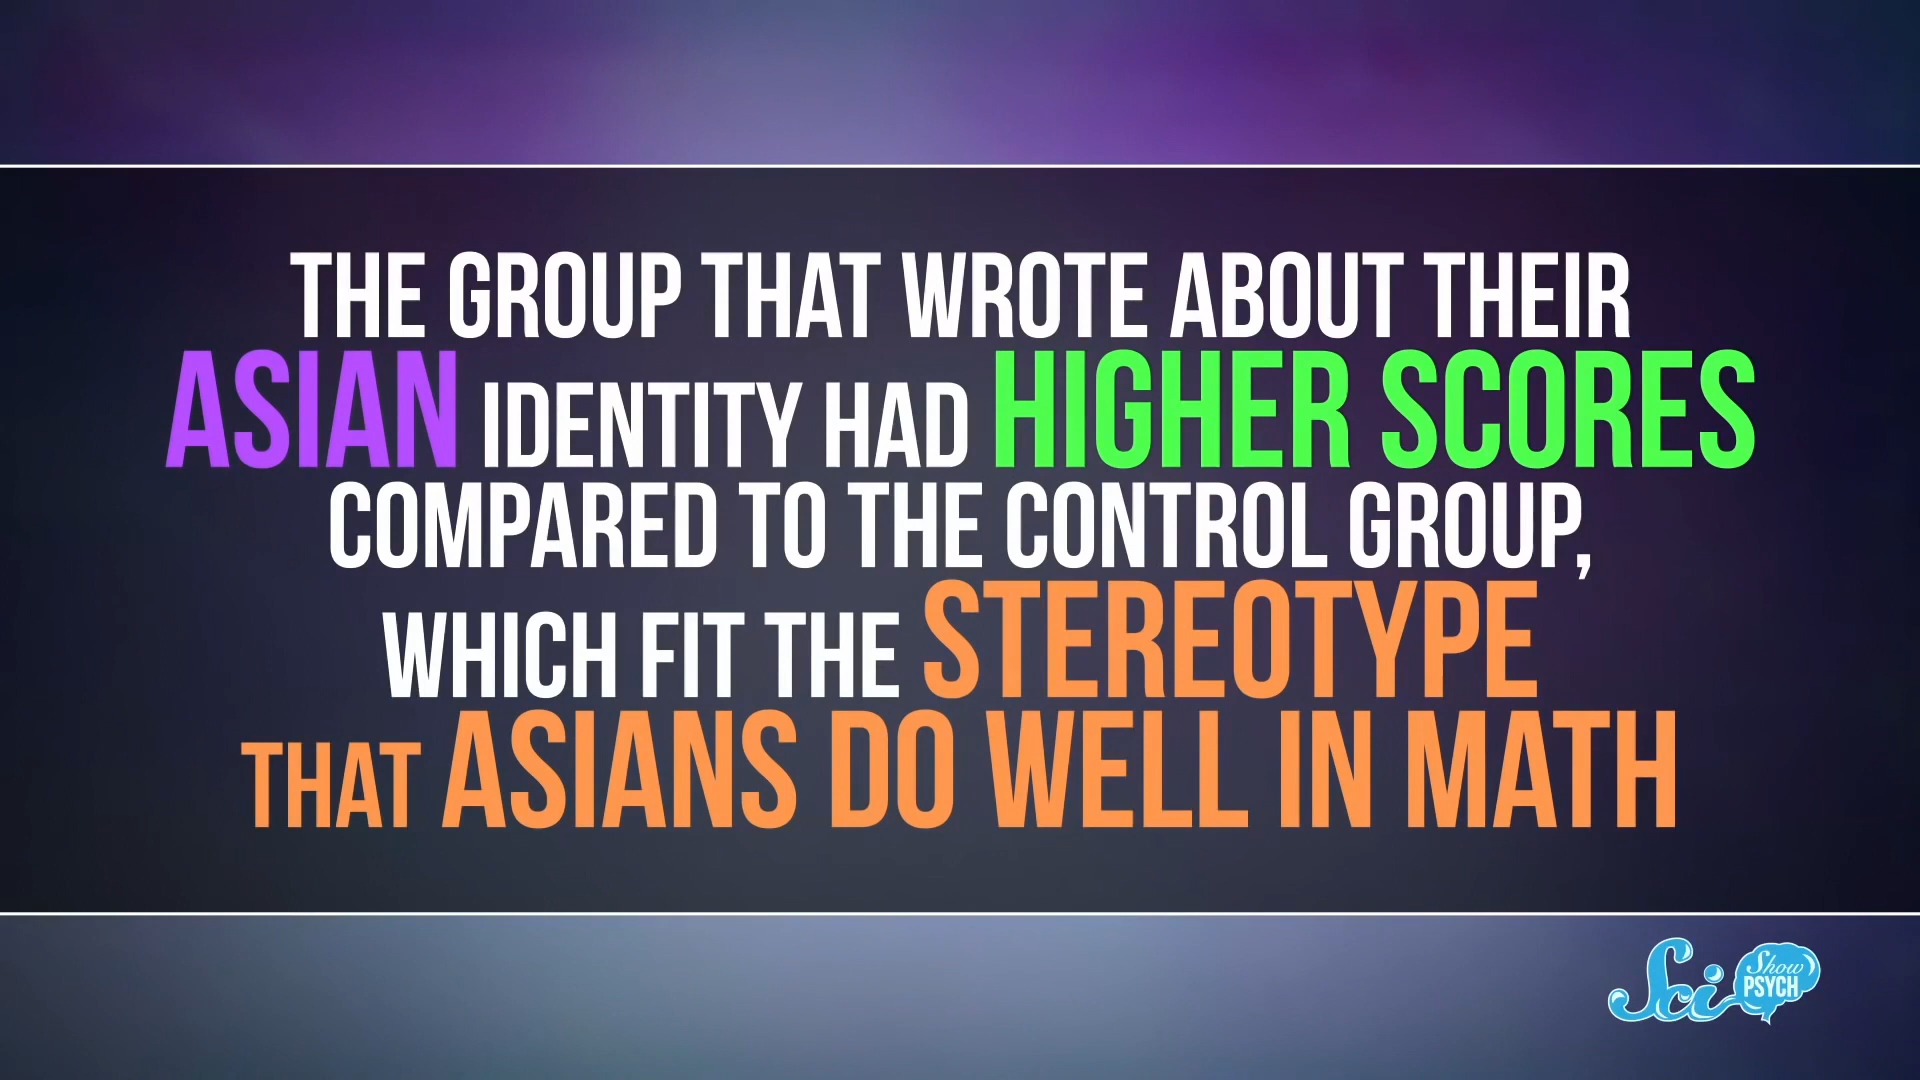 THE GROUP THAT WROTE ABOUT THEIR
ASIAN IDENTITY HAD HIGHER SCORES
COMPARED TO THE CONTROL GROUP,
WHICH FIT THE STEREOTYPE
THAT ASIANS DO WELL IN MATH
Sci Show
PSYCH